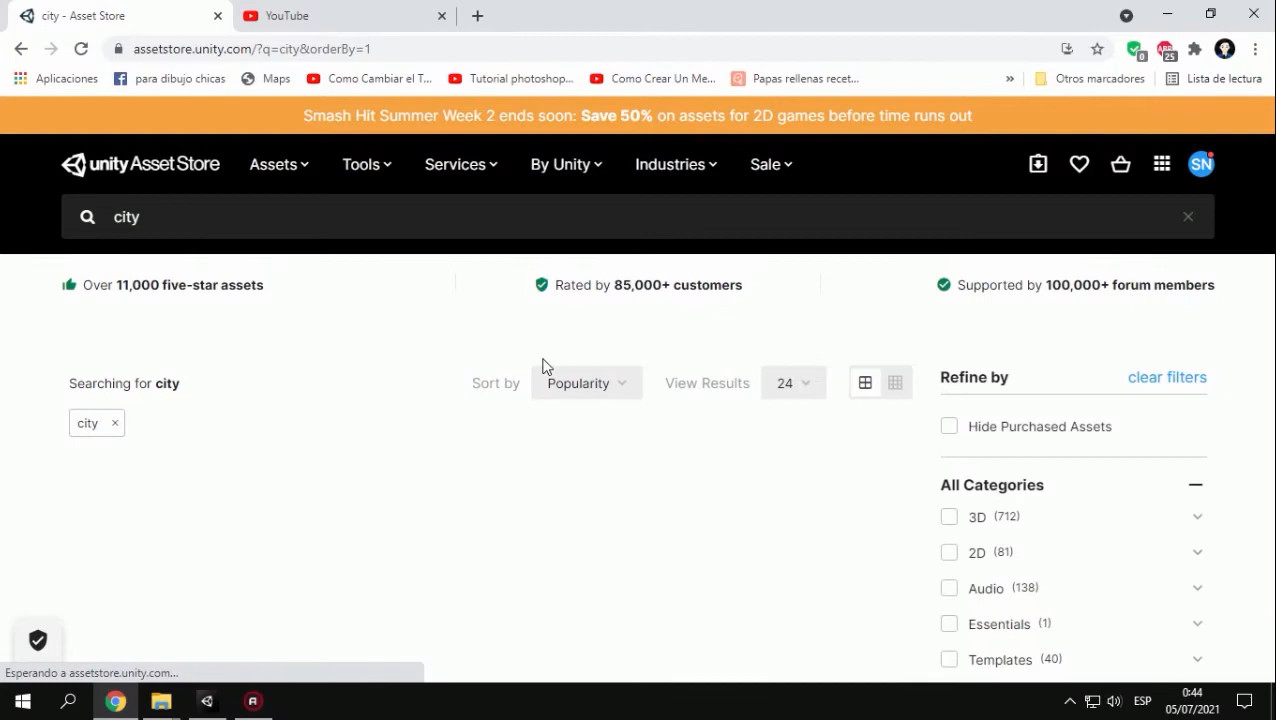 city - Asset Store
YouTube
assetstore.unity.com/?q=city&orderBy=1
0
25
Aplicaciones
para dibujo chicas
Maps
Como Cambiar el T...
Tutorial photoshop...
Como Crear Un Me...
Papas rellenas recet...
»
Otros marcadores
Lista de lectura
Smash Hit Summer Week 2 ends soon: Save 50% on assets for 2D games before time runs out
unity Asset Store
Assets
Tools
Services
By Unity
Industries
Sale
SN
city
Over 11,000 five-star assets
Rated by 85,000+ customers
Supported by 100,000+ forum members
Searching for city
Sort by
Popularity
View Results
24
Refine by
clear filters
city ×
Hide Purchased Assets
All Categories
3D (712)
2D (81)
Audio (138)
Essentials (1)
Templates (40)
Esperando a assetstore.unity.com...
ESP
0:44
05/07/2021